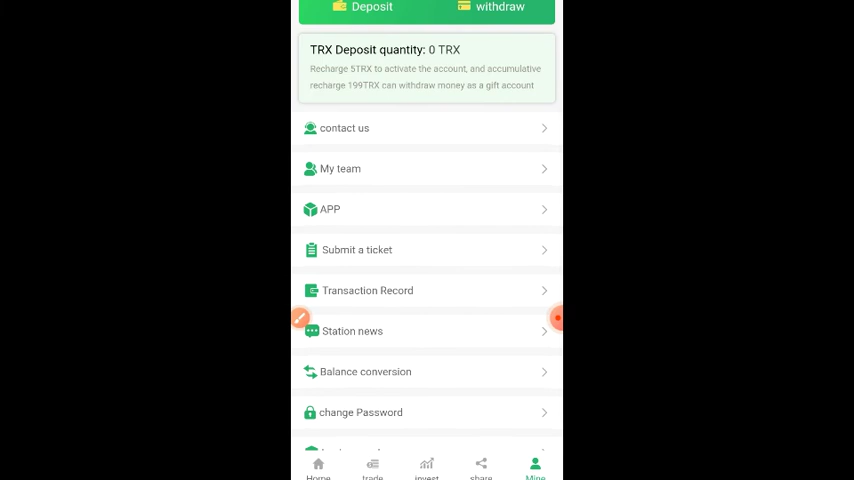 Deposit withdraw
TRX Deposit quantity: 0 TRX
Recharge 5TRX to activate the account, and accumulative
recharge 199TRX can withdraw money as a gift account
contact us
My team
APP
Submit a ticket
Transaction Record
Station news
Balance conversion
change Password
Home trade invest share Mine